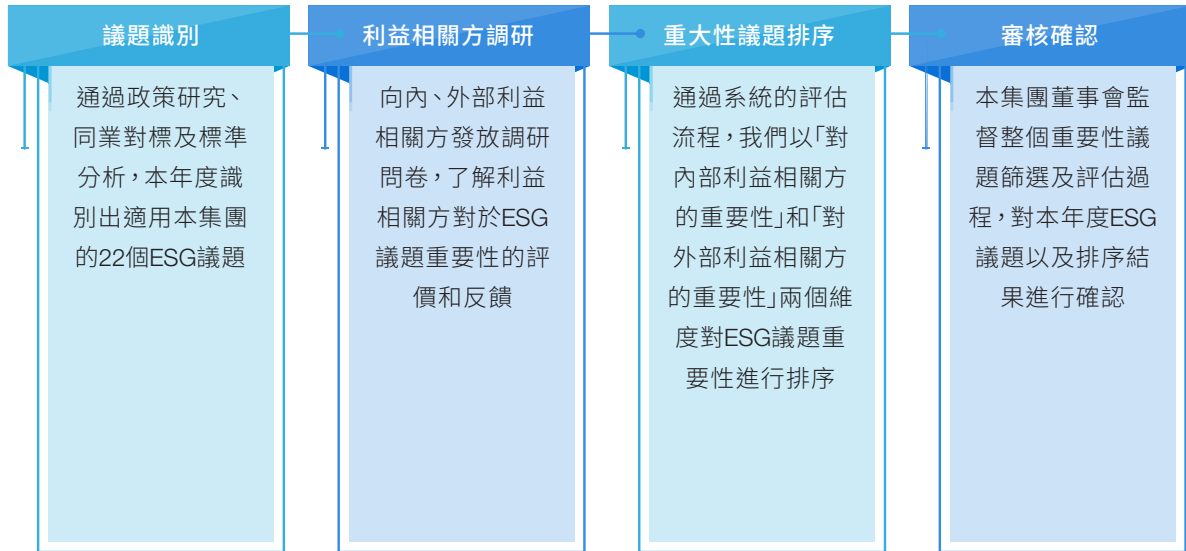 議題識別
通過政策研究、
同業對標及標準
分析，本年度識
別出適用本集團
的22個ESG議題
利益相關方調研
向內、外部利益
相關方發放調研
問卷，了解利益
相關方對於ESG
議題重要性的評
價和反饋
重大性議題排序
通過系統的評估
流程，我們以「對
內部利益相關方
的重要性」和「對
外部利益相關方
的重要性」兩個維
度對ESG議題重
要性進行排序
審核確認
本集團董事會監
督整個重要性議
題篩選及評估過
程，對本年度ESG
議題以及排序結
果進行確認